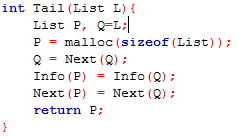 int Tail(List L){
List P, Q=L;
P = malloc(sizeof(List));
Q = Next(Q);
Info(P) = Info(Q);
Next(P) = Next(Q);
return P;
}